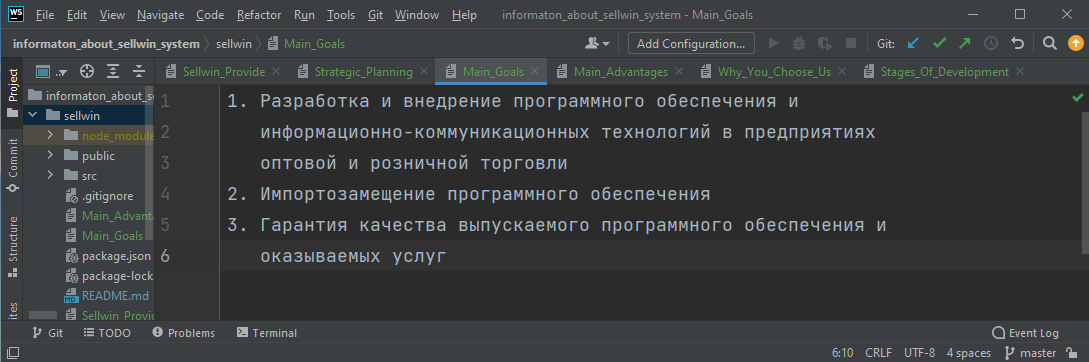 WS File Edit View Navigate Code Refactor Run Tools Git Window Help informaton_about_sellwin_system - Main_Goals
informaton_about_sellwin_system sellwin Main_Goals Add Configuration... Git:
Sellwin_Provide Strategic_Planning Main_Goals Main_Advantages Why_You_Choose_Us Stages_Of_Development
Project
Commit
Structure
informaton_about_s
sellwin
node_module
public
src
.gitignore
Main_Advanta
Main_Goals
package.json
package-lock
README.md
Sellwin_Provid
1 1. Разработка и внедрение программного обеспечения и
2 информационно-коммуникационных технологий в предприятиях
3 оптовой и розничной торговли
4 2. Импортозамещение программного обеспечения
5 3. Гарантия качества выпускаемого программного обеспечения и
6 оказываемых услуг
Git TODO Problems Terminal Event Log
6:10 CRLF UTF-8 4 spaces master